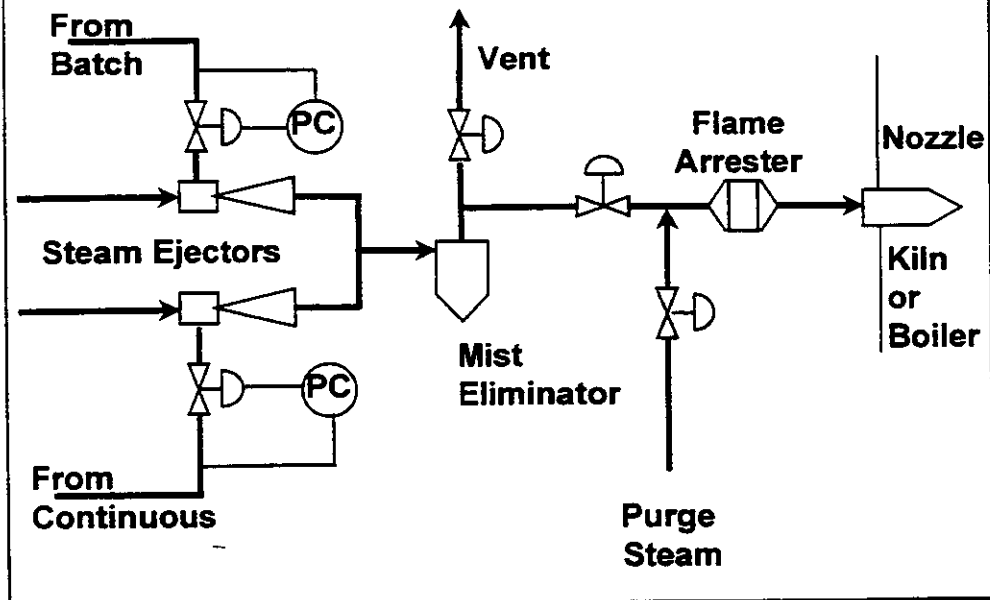 From
Batch
PC
Vent
Flame
Arrester
Nozzle
Steam Ejectors
Kiln
or
Boiler
Mist
Eliminator
PC
From
Continuous
Purge
Steam